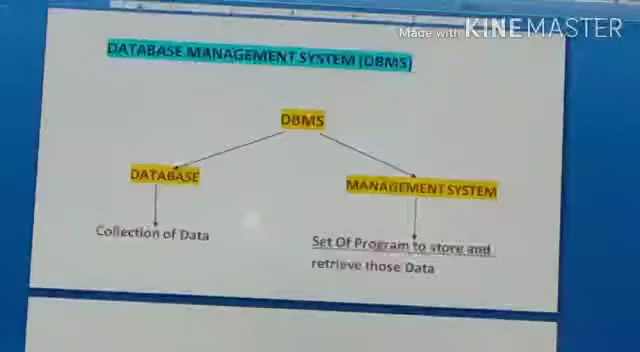 Made with KINEMASTER
DATABASE MANAGEMENT SYSTEM (DBMS)
DBMS
DATABASE
MANAGEMENT SYSTEM
Collection of Data
Set Of Program to store and
retrieve those Data